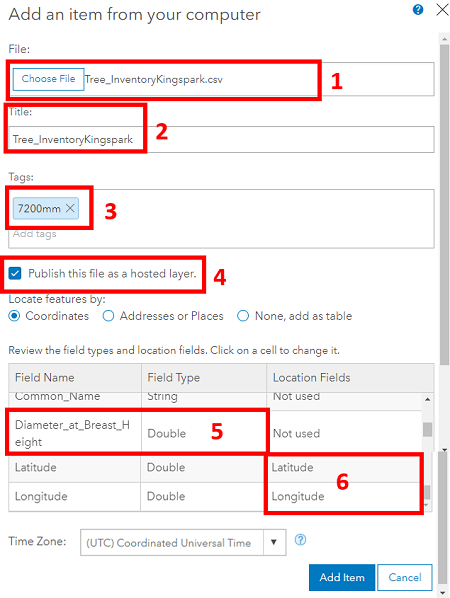 Add an item from your computer
File:
Choose File Tree_InventoryKingspark.csv
1
Title:
2
Tree_InventoryKingspark
Tags:
7200mm
3
Add tags
Publish this file as a hosted layer.
4
Locate features by:
Coordinates Addresses or Places None, add as table
Review the field types and location fields. Click on a cell to change it.
Field Name Field Type Location Fields
Common_Name String Not used
Diameter_at_Breast_H
eight Double Not used
5
Latitude Double Latitude
6
Longitude Double Longitude
Time Zone: (UTC) Coordinated Universal Time
Add Item Cancel